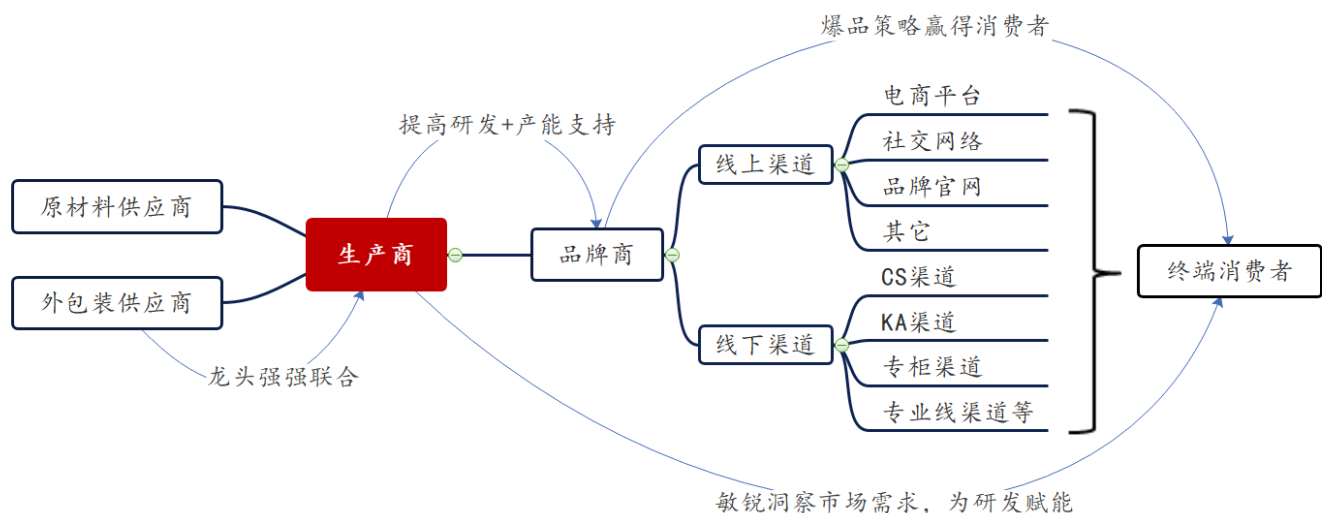 爆品策略赢得消费者
电商平台
提高研发+产能支持
社交网络
线上渠道
原材料供应商
品牌官网
其它
生产商
品牌商
终端消费者
CS渠道
外包装供应商
KA渠道
线下渠道
龙头强强联合
专柜渠道
专业线渠道等
敏锐洞察市场需求，为研发赋能